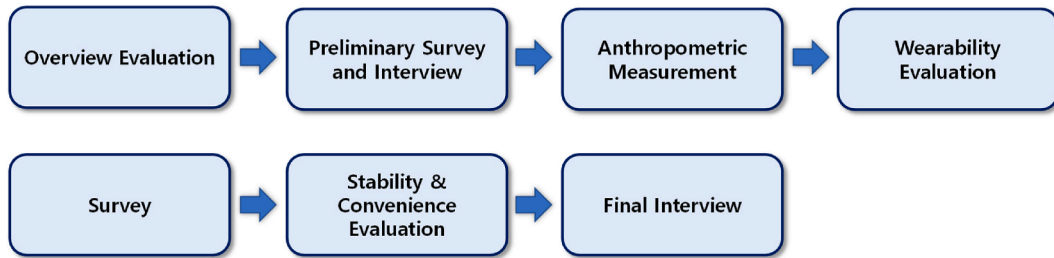 Overview Evaluation
Preliminary Survey
and Interview
Anthropometric
Measurement
Wearability
Evaluation
Survey
Stability &
Convenience
Evaluation
Final Interview